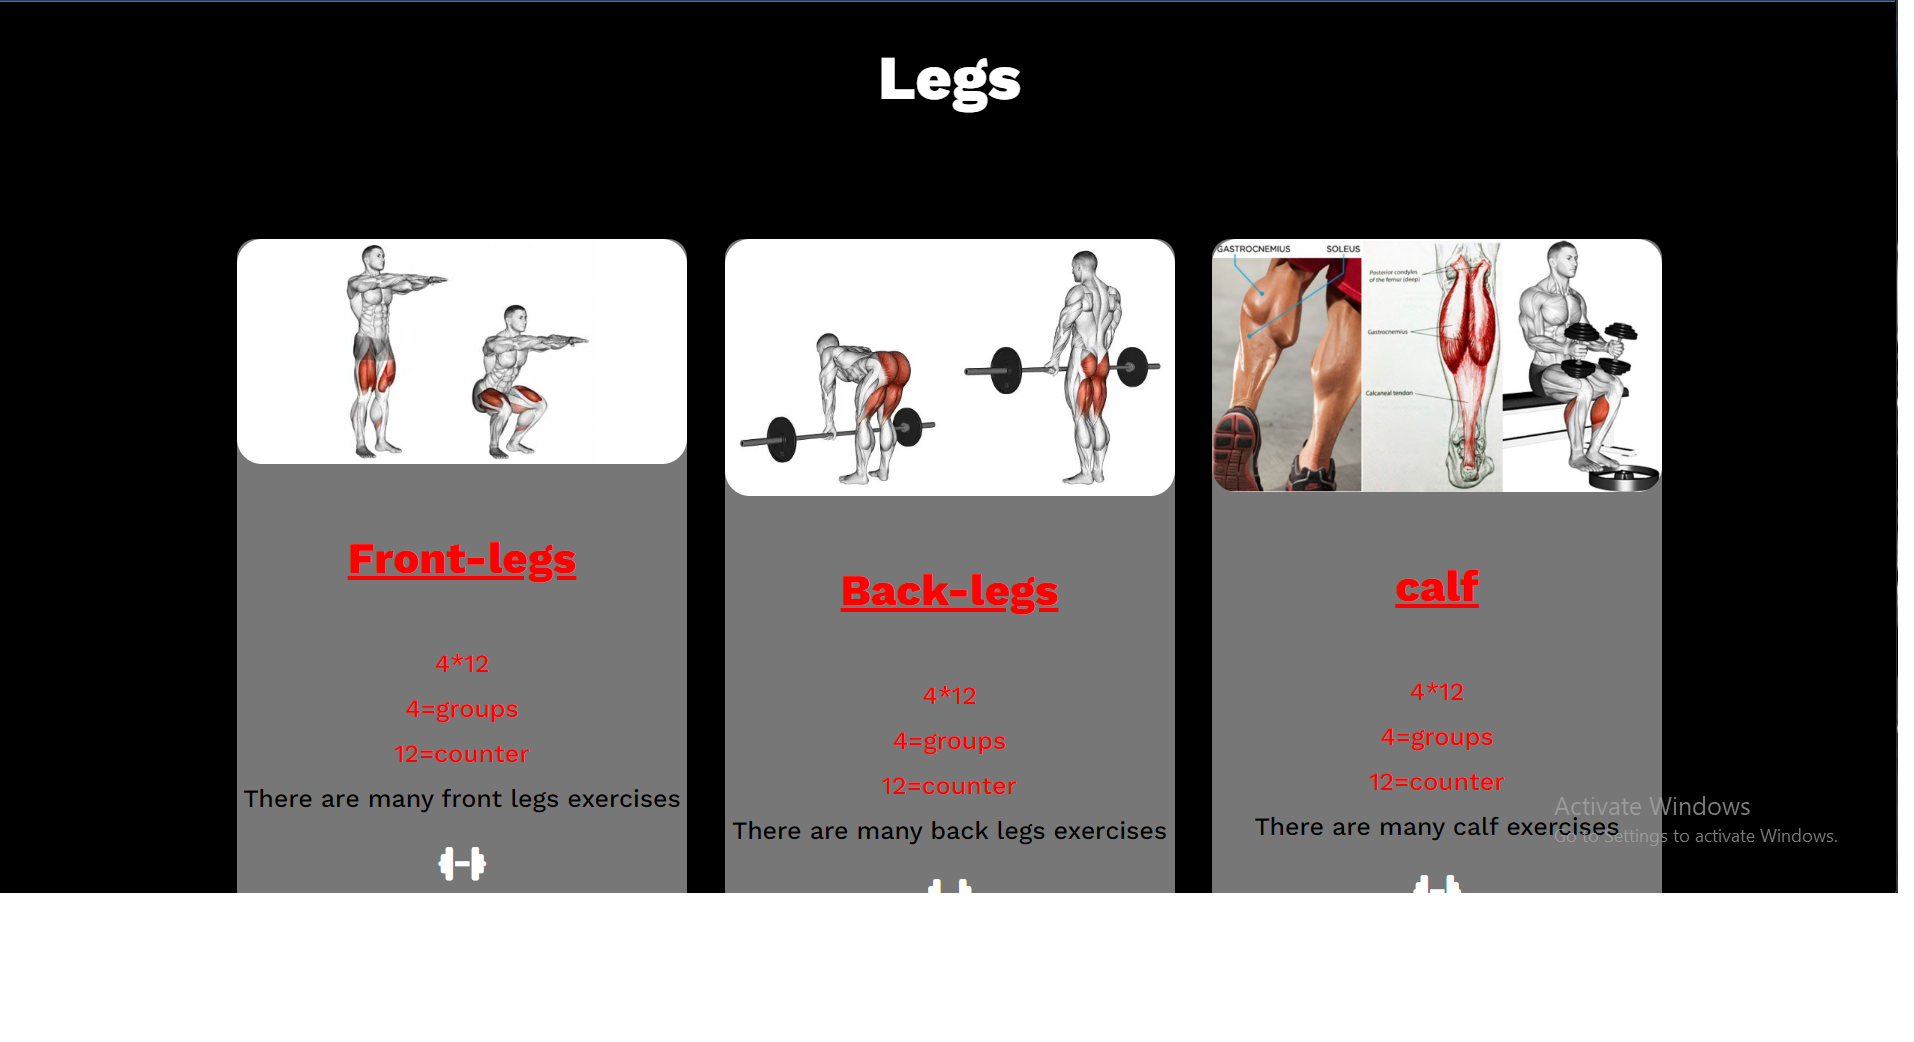 Legs
GASTROCNEMIUS
SOLEUS
Posterior condyles
of the femur (deep)
Gastrocnemius
Calcaneal tendon
Front-legs
4*12
4=groups
12=counter
There are many front legs exercises
Back-legs
4*12
4=groups
12=counter
There are many back legs exercises
calf
4*12
4=groups
12=counter
There are many calf exercises
Activate Windows
Go to Settings to activate Windows.